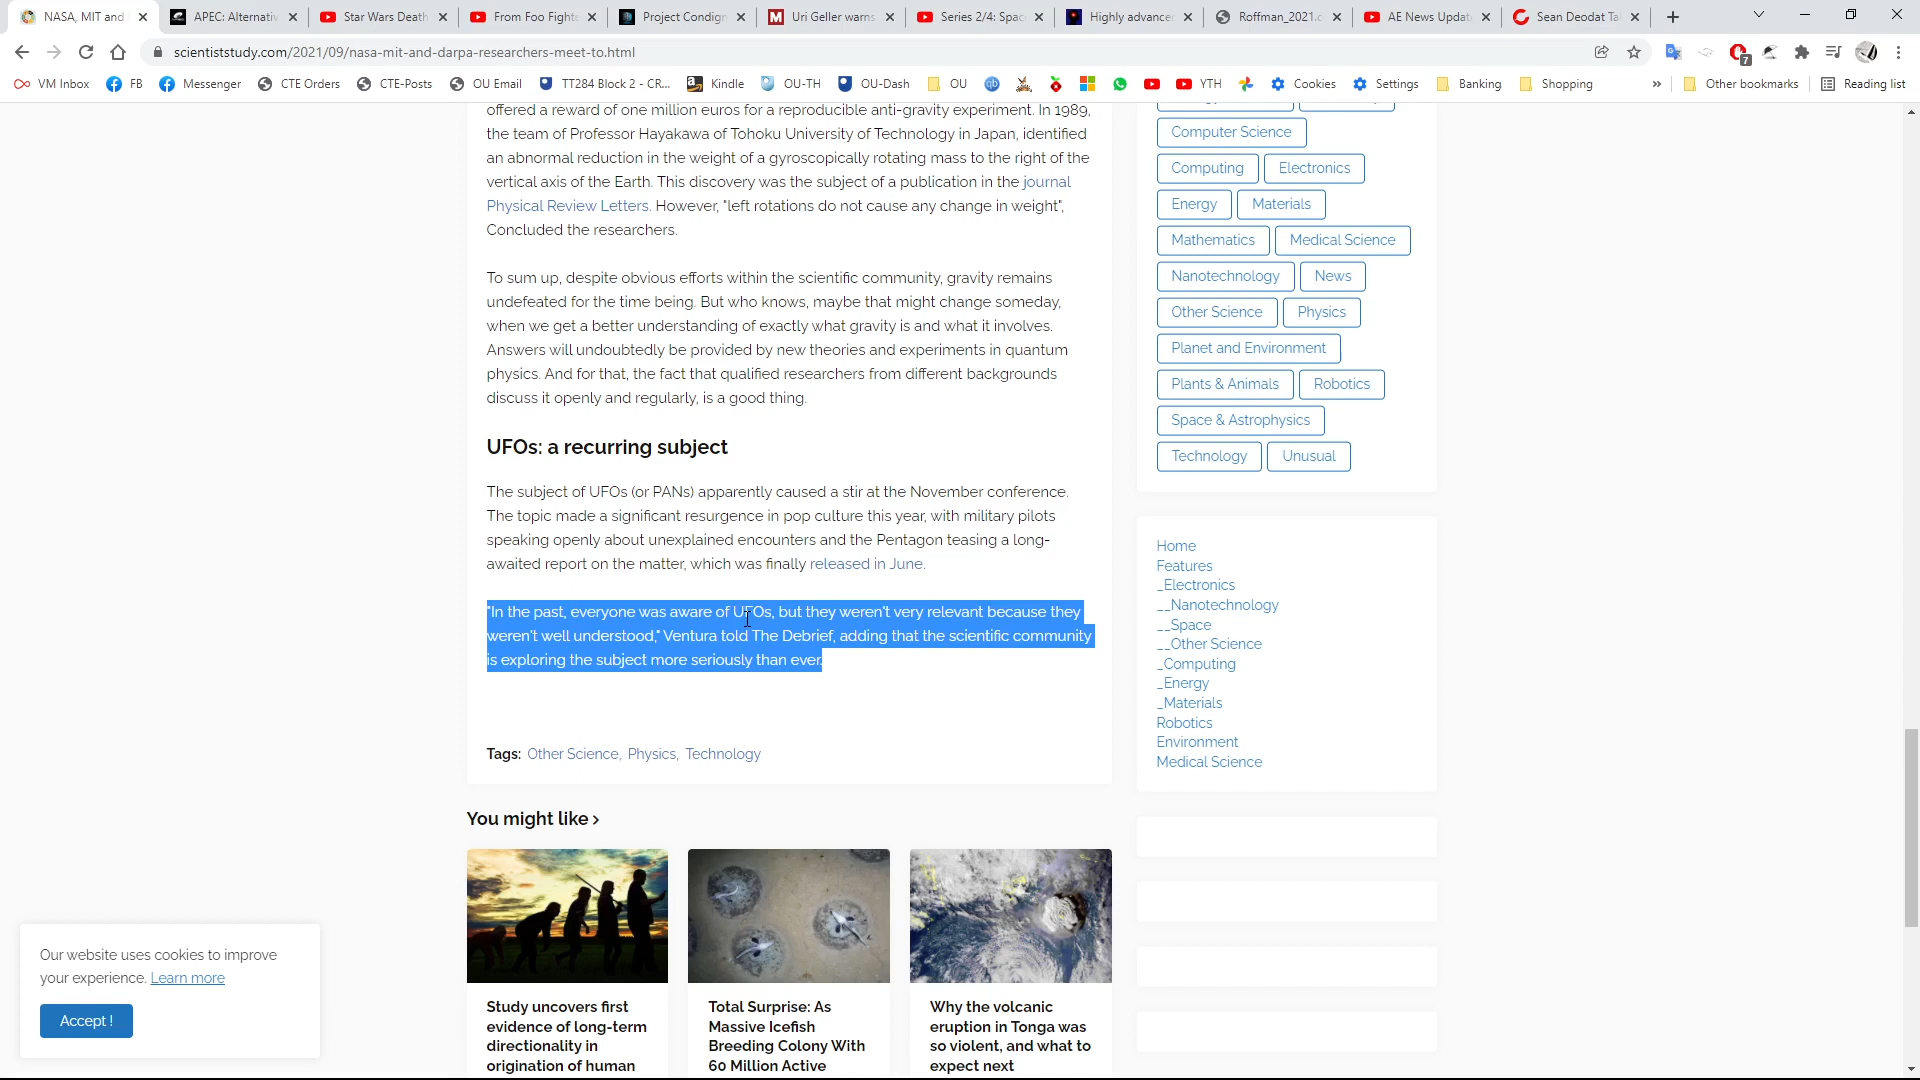 NASA, MIT and
APEC: Alternativ
Star Wars Death
From Foo Fighte
Project Condign
Uri Geller warns
Series 2/4: Spac
Highly advance
Roffman_2021.c
AE News Updat
Sean Deodat Ta
scientiststudy.com/2021/09/nasa-mit-and-darpa-researchers-meet-to.html
7
VM Inbox
FB
Messenger
CTE Orders
CTE-Posts
OU Email
TT284 Block 2 - CR...
Kindle
OU-TH
OU-Dash
OU
YTH
Cookies
Settings
Banking
Shopping
»
Other bookmarks
Reading list
offered a reward of one million euros for a reproducible anti-gravity experiment. In 1989,
the team of Professor Hayakawa of Tohoku University of Technology in Japan, identified
an abnormal reduction in the weight of a gyroscopically rotating mass to the right of the
vertical axis of the Earth. This discovery was the subject of a publication in the journal
Physical Review Letters. However, "left rotations do not cause any change in weight",
Concluded the researchers.
To sum up, despite obvious efforts within the scientific community, gravity remains
undefeated for the time being. But who knows, maybe that might change someday,
when we get a better understanding of exactly what gravity is and what it involves.
Answers will undoubtedly be provided by new theories and experiments in quantum
physics. And for that, the fact that qualified researchers from different backgrounds
discuss it openly and regularly, is a good thing.
UFOs: a recurring subject
The subject of UFOs (or PANs) apparently caused a stir at the November conference.
The topic made a significant resurgence in pop culture this year, with military pilots
speaking openly about unexplained encounters and the Pentagon teasing a long-
awaited report on the matter, which was finally released in June.
"In the past, everyone was aware of UFOs, but they weren't very relevant because they
weren't well understood," Ventura told The Debrief, adding that the scientific community
is exploring the subject more seriously than ever.
Tags: Other Science, Physics, Technology
You might like ›
Study uncovers first
evidence of long-term
directionality in
origination of human
Total Surprise: As
Massive Icefish
Breeding Colony With
60 Million Active
Why the volcanic
eruption in Tonga was
so violent, and what to
expect next
Computer Science
Computing
Electronics
Energy
Materials
Mathematics
Medical Science
Nanotechnology
News
Other Science
Physics
Planet and Environment
Plants & Animals
Robotics
Space & Astrophysics
Technology
Unusual
Home
Features
_Electronics
__Nanotechnology
__Space
__Other Science
_Computing
_Energy
_Materials
Robotics
Environment
Medical Science
Our website uses cookies to improve
your experience. Learn more
Accept !